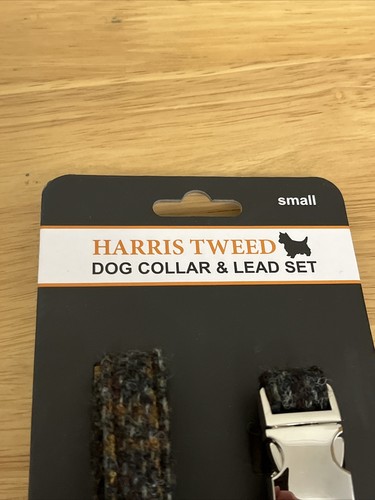 small
HARRIS TWEED
DOG COLLAR & LEAD SET